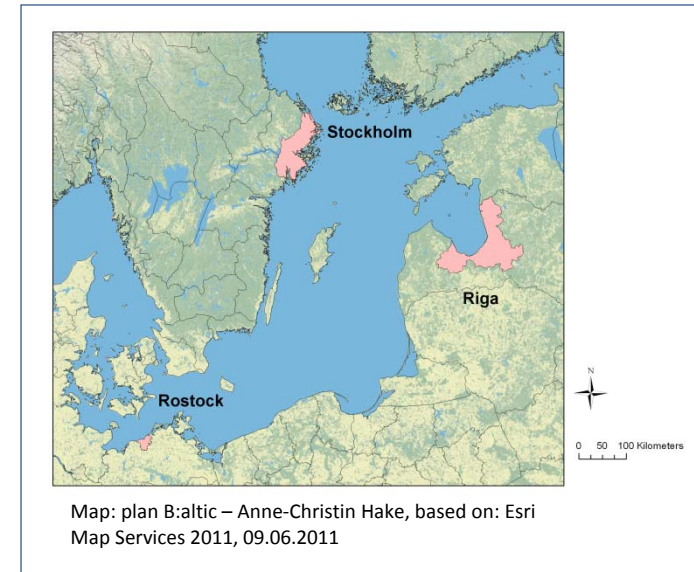 Stockholm
Riga
Rostock
N
0 50 100 Kilometers
Map: plan B:altic – Anne-Christin Hake, based on: Esri
Map Services 2011, 09.06.2011